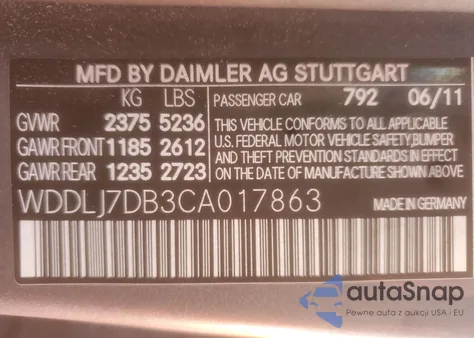 MFD BY DAIMLER AG STUTTGART
KG LBS PASSENGER CAR 792 06/11
GVWR 2375 5236 THIS VEHICLE CONFORMS TO ALL APPLICABLE
GAWR FRONT 1185 2612 U.S. FEDERAL MOTOR VEHICLE SAFETY, BUMPER
AND THEFT PREVENTION STANDARDS IN EFFECT
GAWR REAR 1235 2723 ON THE DATE OF MANUFACTURE SHOWN ABOVE
WDDLJ7DB3CA017863 MADE IN GERMANY
autoSnap
Pewne auta z aukcji USA - EU